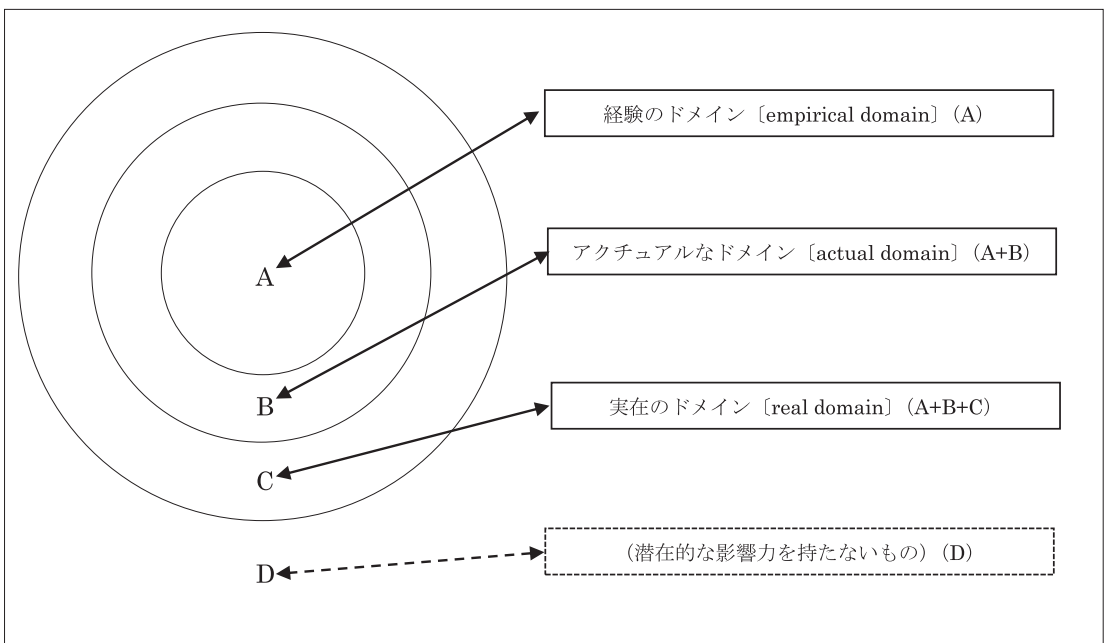 経験のドメイン〔empirical domain〕(A)
アクチュアルなドメイン〔actual domain〕(A+B)
A
B
実在のドメイン〔real domain〕(A+B+C)
C
(潜在的な影響力を持たないもの)(D)
D